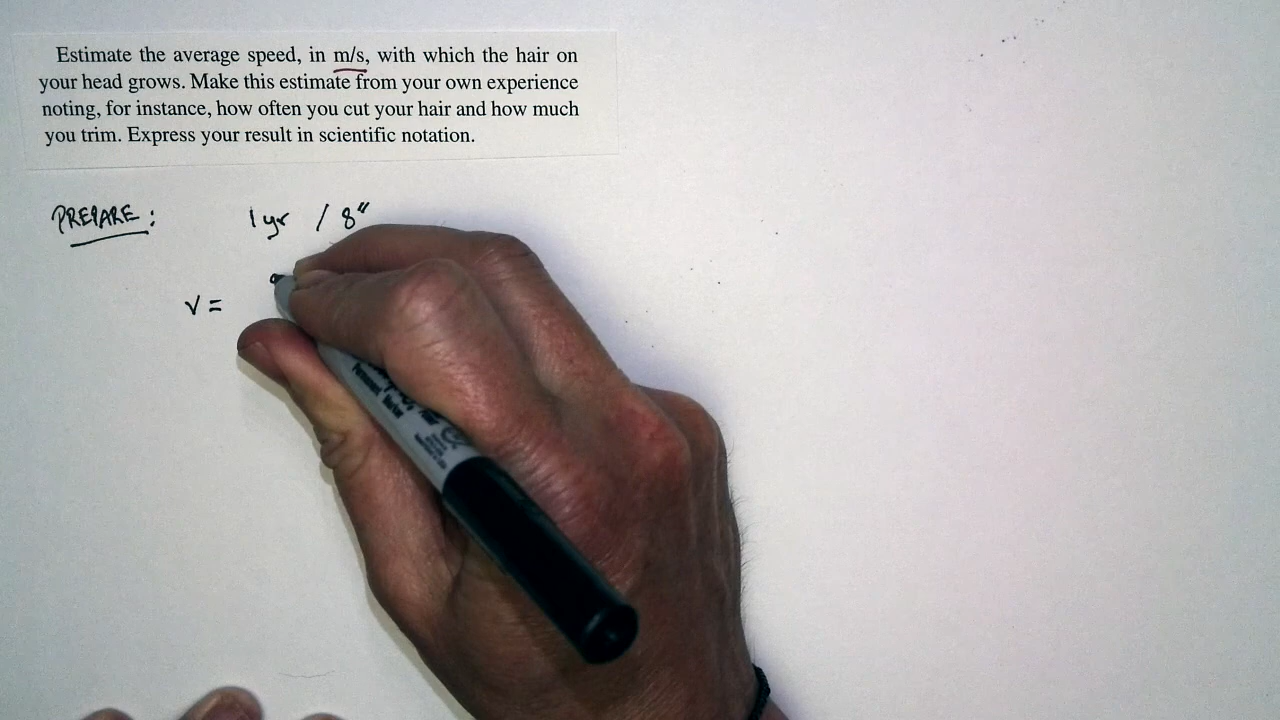 Estimate the average speed, in m/s, with which the hair on
your head grows. Make this estimate from your own experience
noting, for instance, how often you cut your hair and how much
you trim. Express your result in scientific notation.
PREPARE: 1 yr / 8"
v =
Permanent Marker